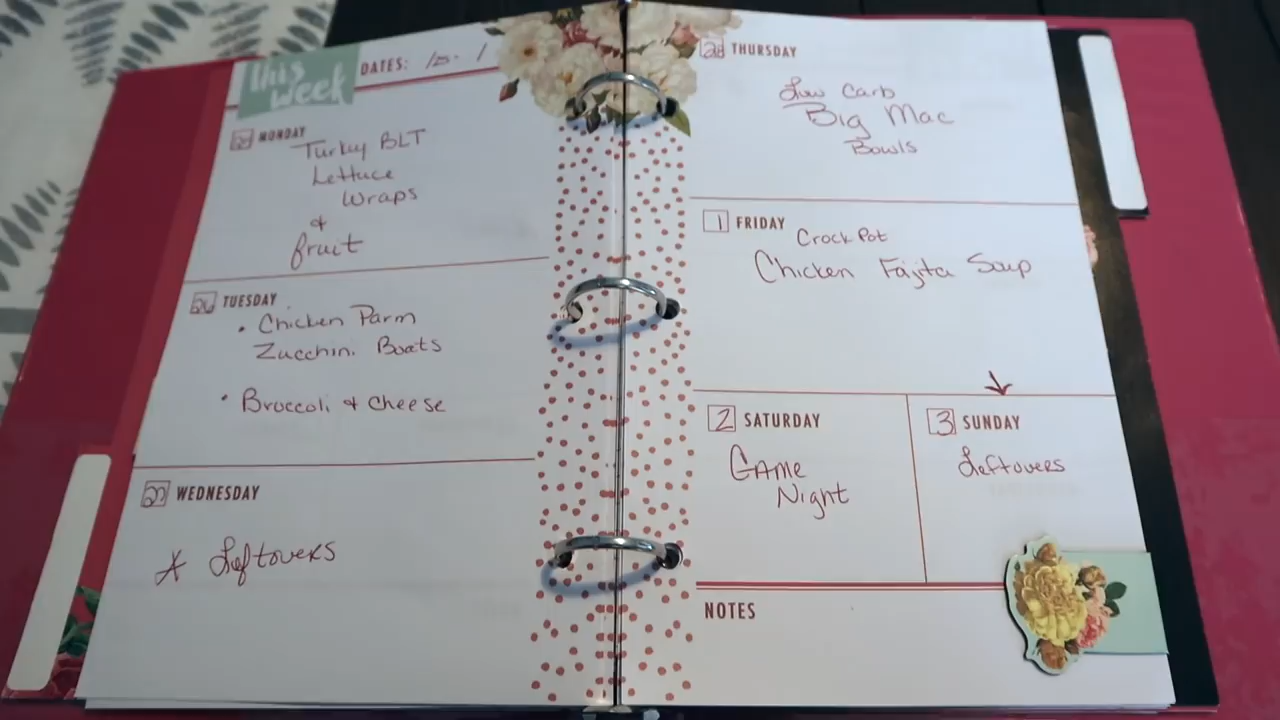 this
week
DATES:
MONDAY
Turkey BLT
Lettuce
Wraps
&
fruit
TUESDAY
• Chicken Parm
Zucchini Boats
• Broccoli & Cheese
WEDNESDAY
* Leftovers
28 THURSDAY
Low Carb
Big Mac
Bowls
1 FRIDAY
Crock Pot
Chicken Fajita Soup
2 SATURDAY
GAME
Night
3 SUNDAY
Leftovers
NOTES